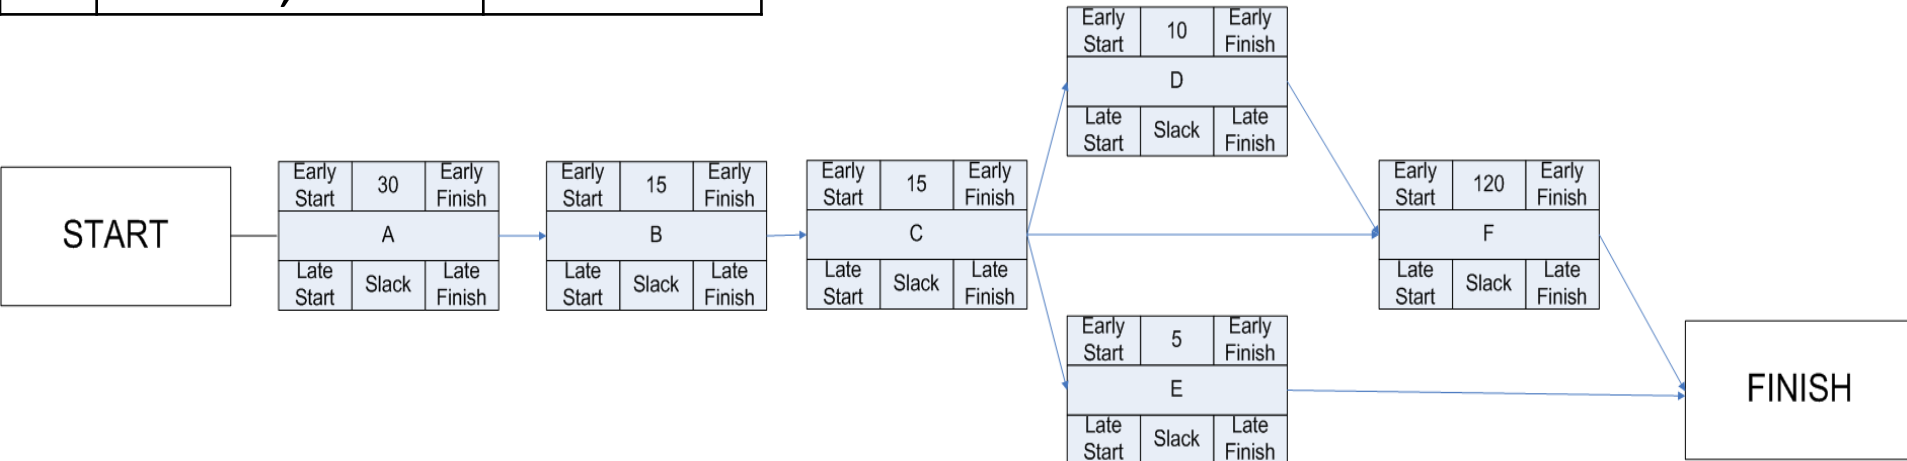 Early Start 10 Early Finish
D
Late Start Slack Late Finish
START
Early Start 30 Early Finish
A
Late Start Slack Late Finish
Early Start 15 Early Finish
B
Late Start Slack Late Finish
Early Start 15 Early Finish
C
Late Start Slack Late Finish
Early Start 120 Early Finish
F
Late Start Slack Late Finish
Early Start 5 Early Finish
E
Late Start Slack Late Finish
FINISH